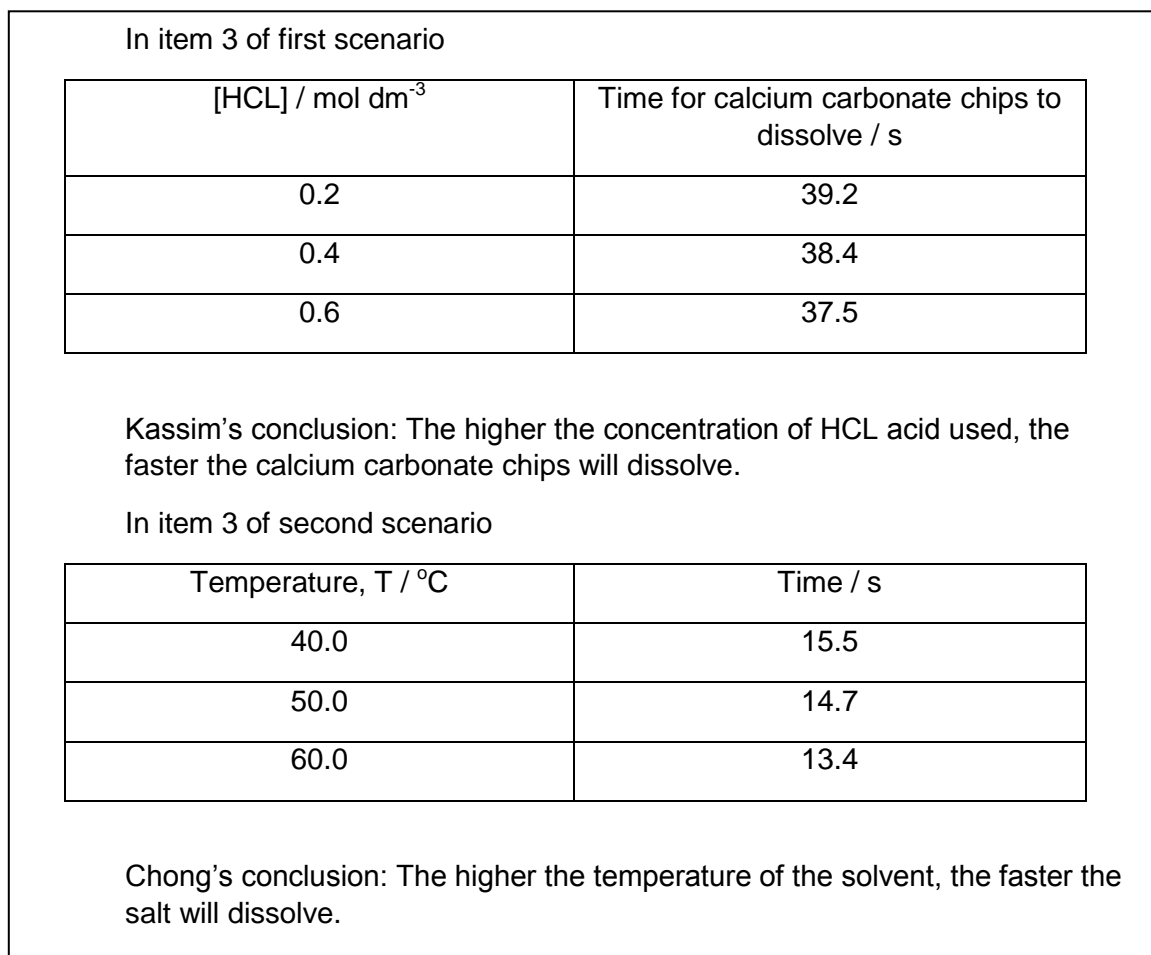 In item 3 of first scenario
[HCL] / mol dm-3
Time for calcium carbonate chips to
dissolve / s
0.2
39.2
0.4
38.4
0.6
37.5
Kassim’s conclusion: The higher the concentration of HCL acid used, the
faster the calcium carbonate chips will dissolve.
In item 3 of second scenario
Temperature, T / oC
Time / s
40.0
15.5
50.0
14.7
60.0
13.4
Chong’s conclusion: The higher the temperature of the solvent, the faster the
salt will dissolve.